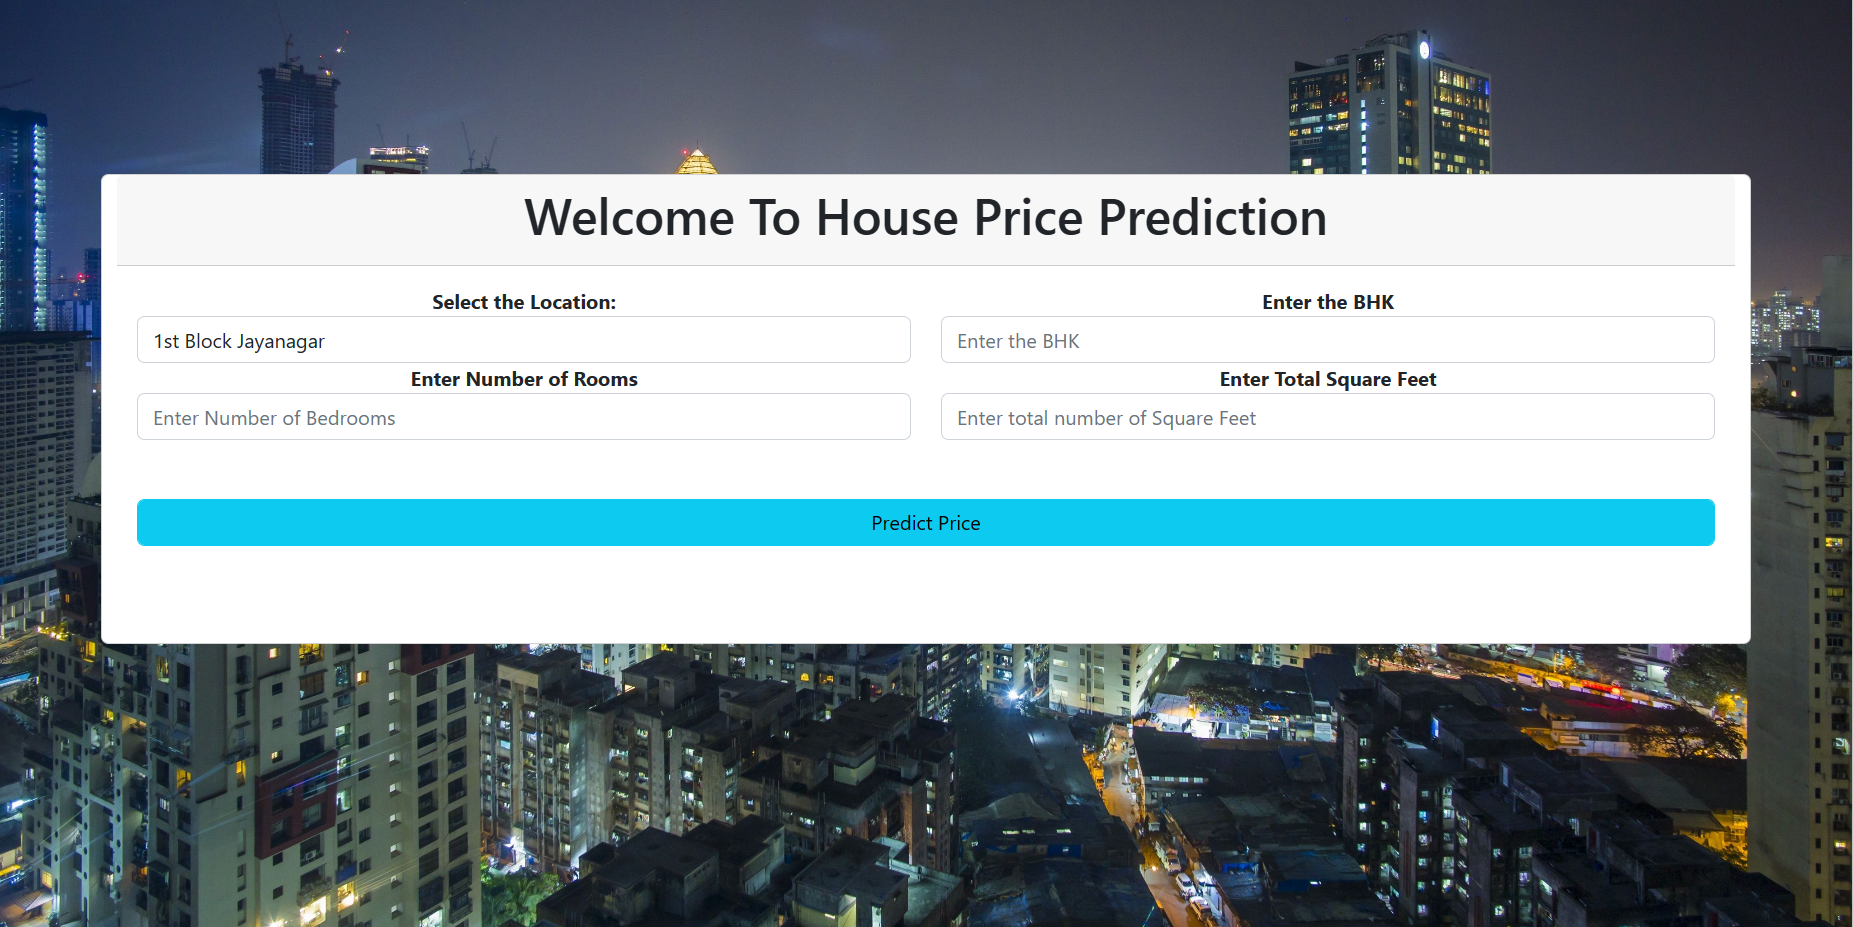 Welcome To House Price Prediction
Select the Location:
1st Block Jayanagar
Enter the BHK
Enter the BHK
Enter Number of Rooms
Enter Number of Bedrooms
Enter Total Square Feet
Enter total number of Square Feet
Predict Price